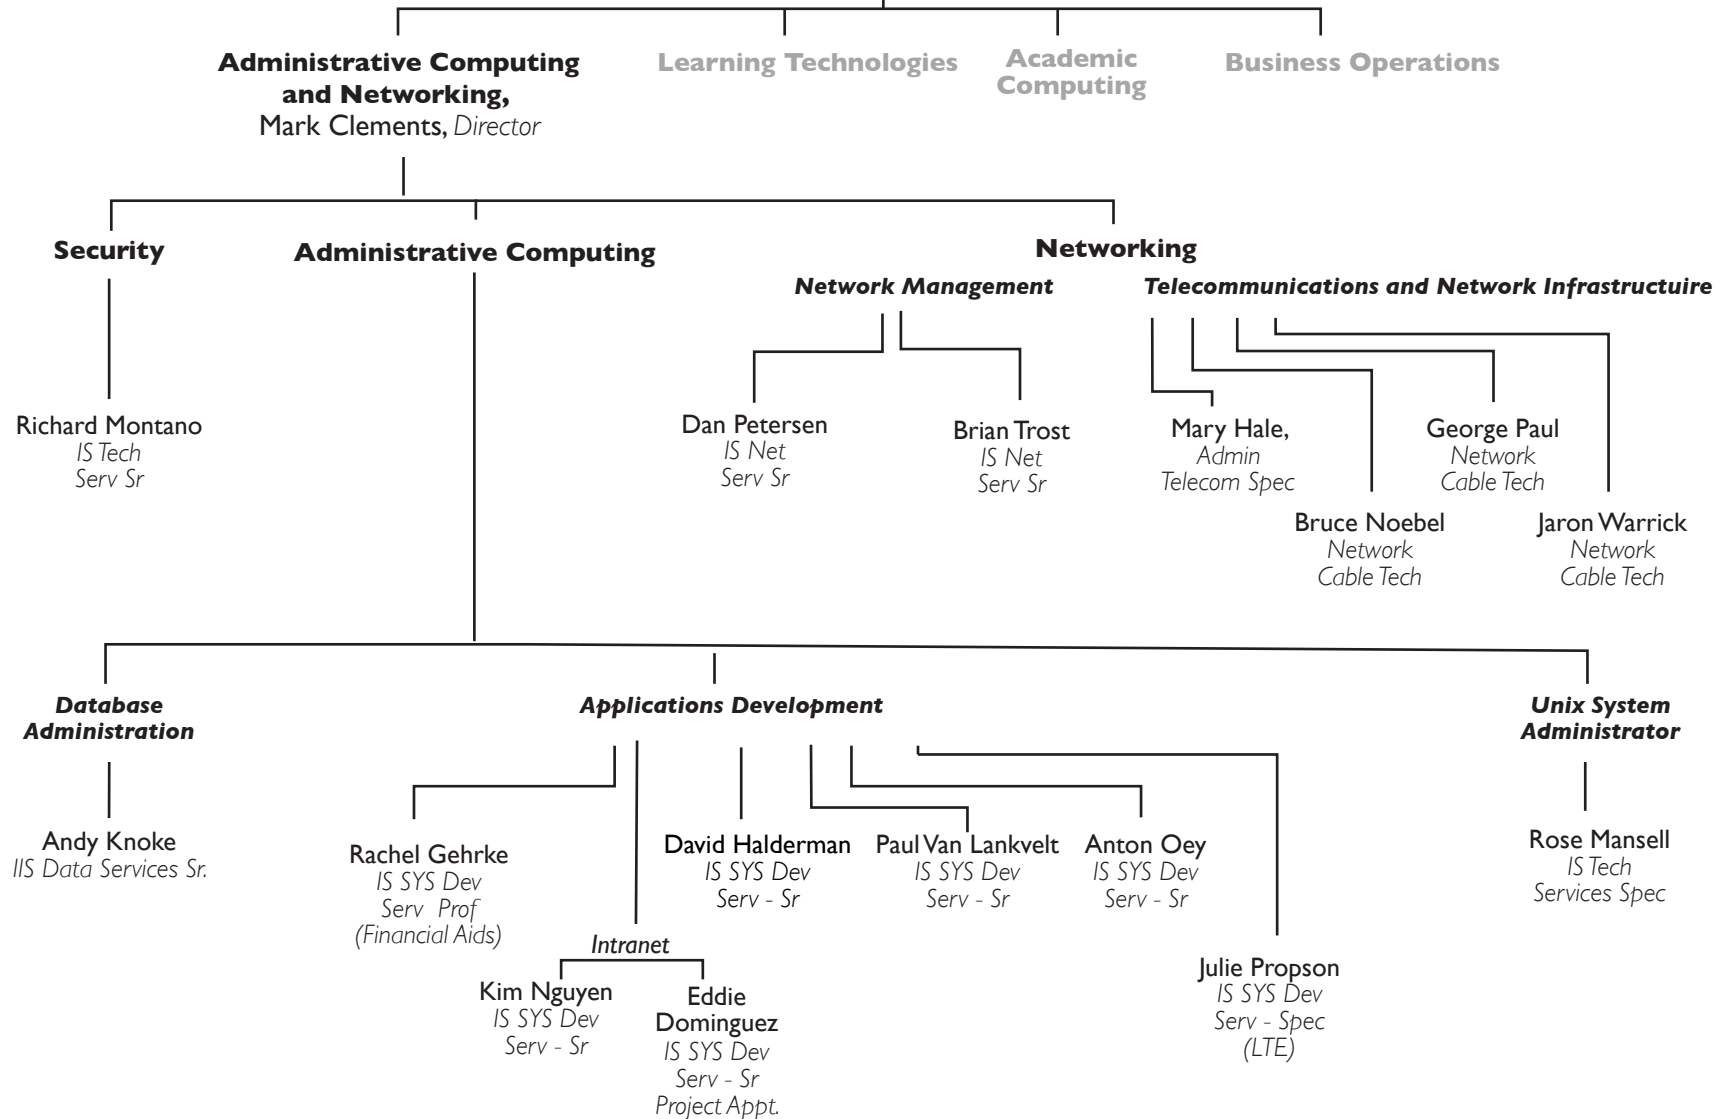 Administrative Computing
and Networking,
Mark Clements, Director
Learning Technologies
Academic
Computing
Business Operations
Security
Administrative Computing
Networking
Network Management
Telecommunications and Network Infrastructuire
Richard Montano
IS Tech
Serv Sr
Dan Petersen
IS Net
Serv Sr
Brian Trost
IS Net
Serv Sr
Mary Hale,
Admin
Telecom Spec
George Paul
Network
Cable Tech
Bruce Noebel
Network
Cable Tech
Jaron Warrick
Network
Cable Tech
Database
Administration
Applications Development
Unix System
Administrator
Andy Knoke
IIS Data Services Sr.
Rachel Gehrke
IS SYS Dev
Serv Prof
(Financial Aids)
David Halderman
IS SYS Dev
Serv - Sr
Paul Van Lankvelt
IS SYS Dev
Serv - Sr
Anton Oey
IS SYS Dev
Serv - Sr
Rose Mansell
IS Tech
Services Spec
Intranet
Kim Nguyen
IS SYS Dev
Serv - Sr
Eddie
Dominguez
IS SYS Dev
Serv - Sr
Project Appt.
Julie Propson
IS SYS Dev
Serv - Spec
(LTE)